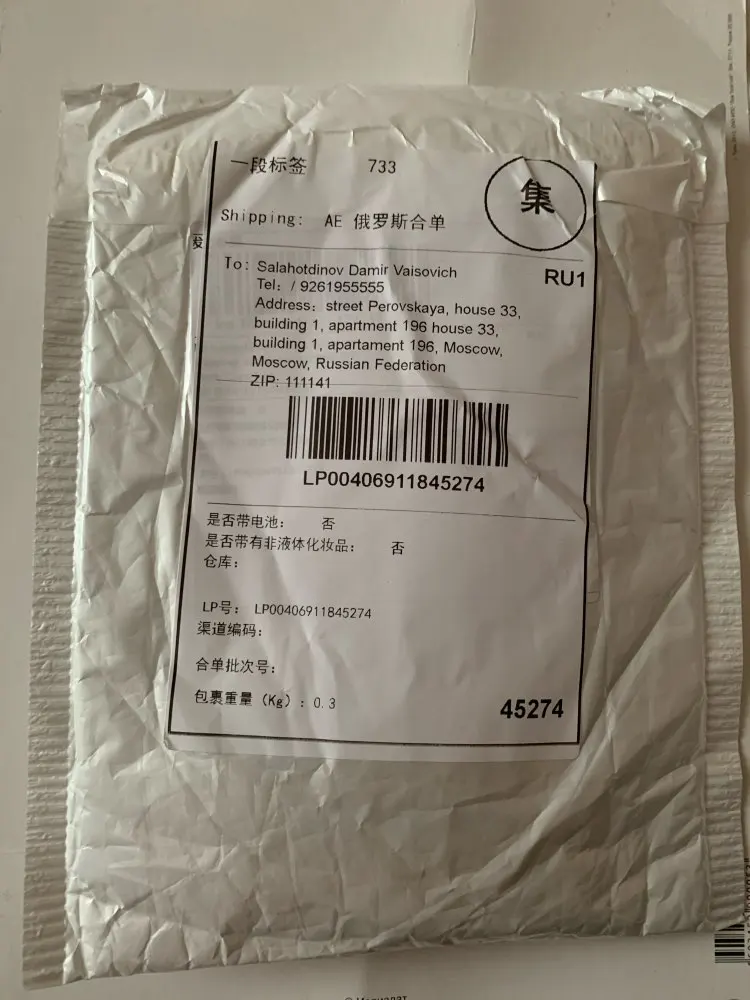 一段标签 733
集
Shipping: AE 俄罗斯合单
发
To: Salahotdinov Damir Vaisovich
RU1
Tel: / 9261955555
Address: street Perovskaya, house 33,
building 1, apartment 196 house 33,
building 1, apartament 196, Moscow,
Moscow, Russian Federation
ZIP: 111141
LP00406911845274
是否带电池: 否
是否带有非液体化妆品: 否
仓库:
LP号: LP00406911845274
渠道编码:
合单批次号:
包裹重量 (Kg) : 0.3
45274